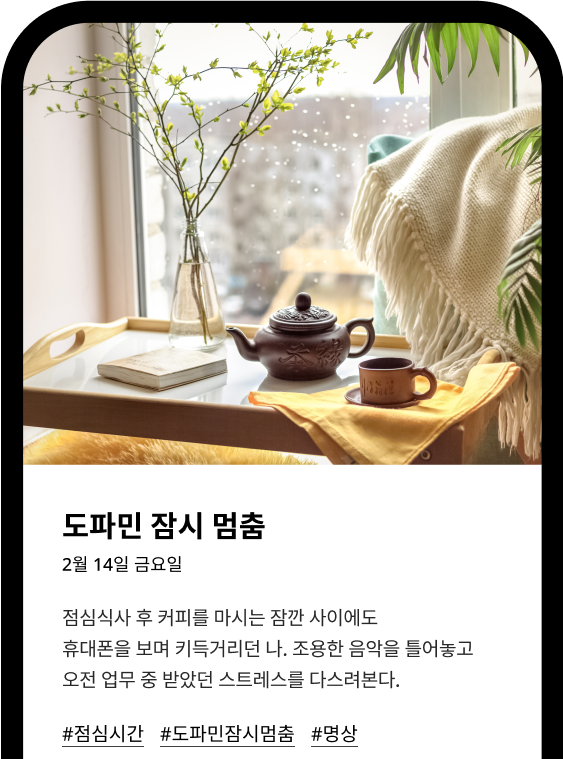 도파민 잠시 멈춤
2월 14일 금요일
점심식사 후 커피를 마시는 잠깐 사이에도
휴대폰을 보며 키득거리던 나. 조용한 음악을 틀어놓고
오전 업무 중 받았던 스트레스를 다스려본다.
#점심시간 #도파민잠시멈춤 #명상